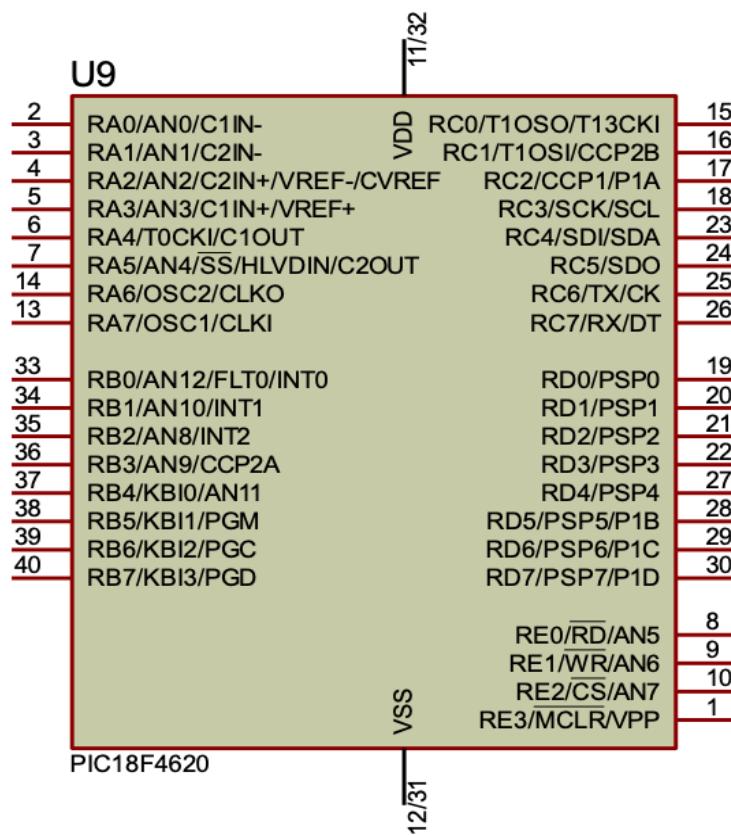 11/32
U9
VDD
2 RA0/AN0/C1IN- RC0/T1OSO/T13CKI 15
3 RA1/AN1/C2IN- RC1/T1OSI/CCP2B 16
4 RA2/AN2/C2IN+/VREF-/CVREF RC2/CCP1/P1A 17
5 RA3/AN3/C1IN+/VREF+ RC3/SCK/SCL 18
6 RA4/T0CKI/C1OUT RC4/SDI/SDA 23
7 RA5/AN4/S̅S̅/HLVDIN/C2OUT RC5/SDO 24
14 RA6/OSC2/CLKO RC6/TX/CK 25
13 RA7/OSC1/CLKI RC7/RX/DT 26
33 RB0/AN12/FLT0/INT0 RD0/PSP0 19
34 RB1/AN10/INT1 RD1/PSP1 20
35 RB2/AN8/INT2 RD2/PSP2 21
36 RB3/AN9/CCP2A RD3/PSP3 22
37 RB4/KBI0/AN11 RD4/PSP4 27
38 RB5/KBI1/PGM RD5/PSP5/P1B 28
39 RB6/KBI2/PGC RD6/PSP6/P1C 29
40 RB7/KBI3/PGD RD7/PSP7/P1D 30
RE0/R̅D̅/AN5 8
RE1/W̅R̅/AN6 9
RE2/C̅S̅/AN7 10
RE3/M̅C̅L̅R̅/VPP 1
VSS
PIC18F4620
12/31